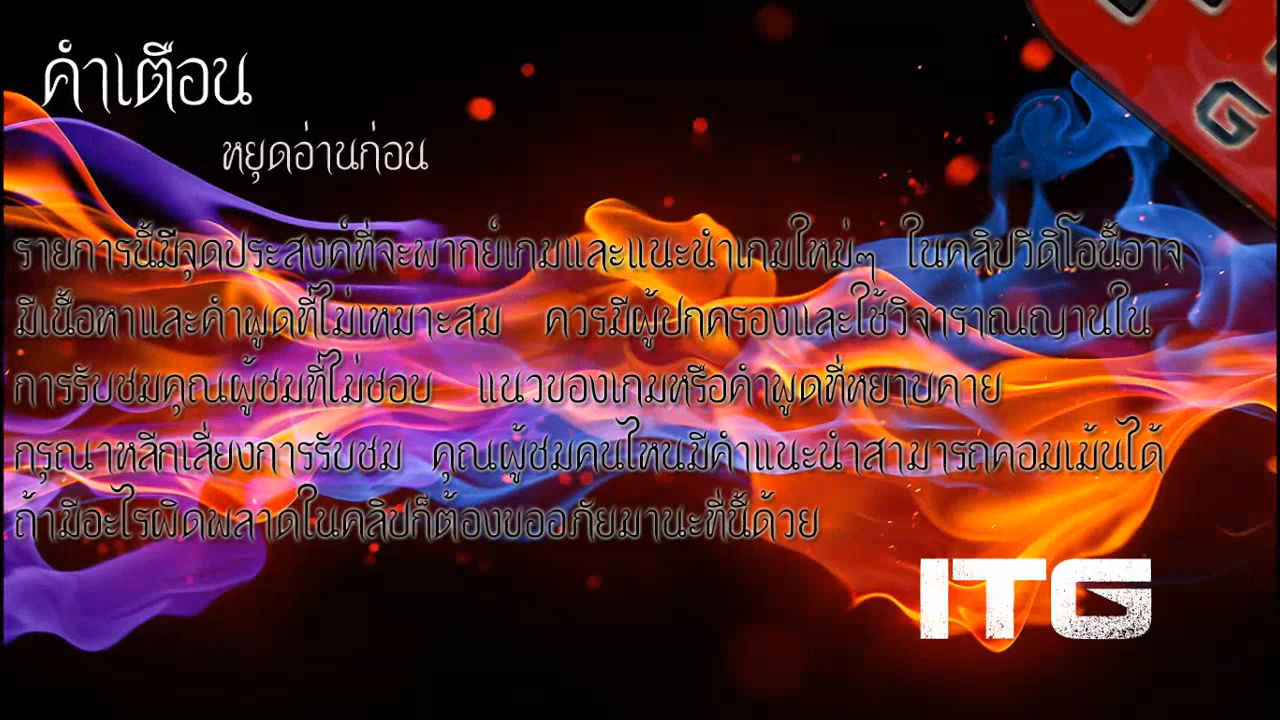 คำเตือน
หยุดอ่านก่อน
รายการนี้มีจุดประสงค์ที่จะพากย์เกมและแนะนำเกมใหม่ๆ ในคลิปวีดิโอนี้อาจ
มีเนื้อหาและคำพูดที่ไม่เหมาะสม ควรมีผู้ปกครองและใช้วิจาราณญานใน
การรับชมคุณผู้ชมที่ไม่ชอบ แนวของเกมหรือคำพูดที่หยาบคาย
กรุณาหลีกเลี่ยงการรับชม คุณผู้ชมคนไหนมีคำแนะนำสามารถคอมเม้นได้
ถ้ามีอะไรผิดพลาดในคลิปก็ต้องขออภัยมานะที่นี้ด้วย
ITG
G